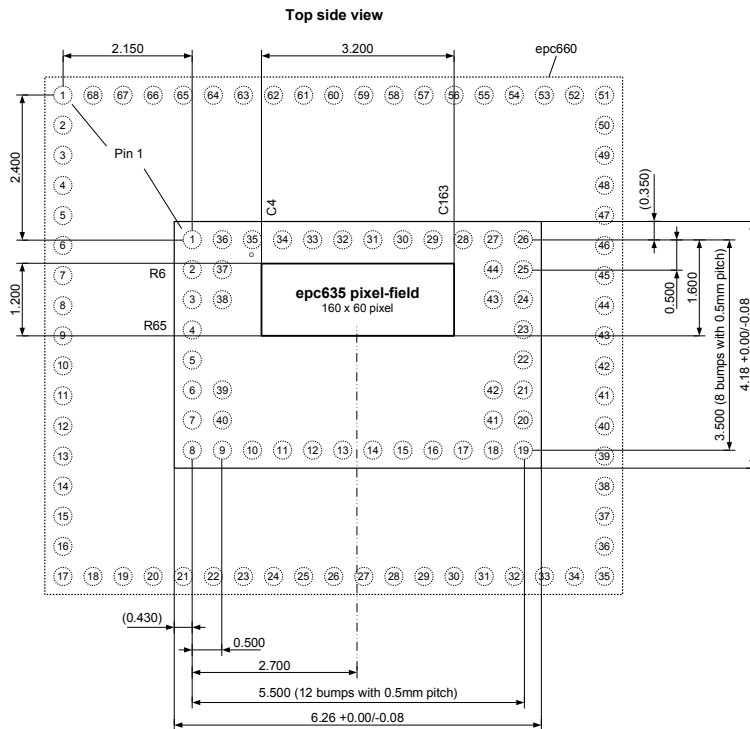 Top side view
2.150
3.200
epc660
1 68 67 66 65 64 63 62 61 60 59 58 57 56 55 54 53 52 51
2 50
3 49
Pin 1
4 48
2.400
C4
C163
(0.350)
5 47
1 36 35 34 33 32 31 30 29 28 27 26
6 46
R6
2 37 44 25
7 45
epc635 pixel-field
160 x 60 pixel
3 38 43 24
8 44
1.200
0.500
1.600
R65
4 23
9 43
5 22
10 42
6 39 42 21
11 41
7 40 41 20
12 40
8 9 10 11 12 13 14 15 16 17 18 19
13 39
3.500 (8 bumps with 0.5mm pitch)
4.18 +0.00/-0.08
14 38
15 37
16 36
17 18 19 20 21 22 23 24 25 26 27 28 29 30 31 32 33 34 35
(0.430)
0.500
2.700
5.500 (12 bumps with 0.5mm pitch)
6.26 +0.00/-0.08